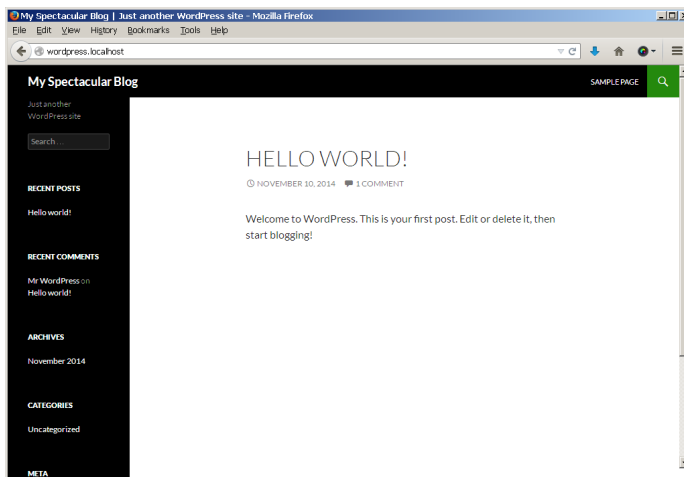 My Spectacular Blog | Just another WordPress site - Mozilla Firefox
File Edit View History Bookmarks Tools Help
wordpress.localhost
My Spectacular Blog
SAMPLE PAGE
Just another
WordPress site
Search …
RECENT POSTS
Hello world!
RECENT COMMENTS
Mr WordPress on
Hello world!
ARCHIVES
November 2014
CATEGORIES
Uncategorized
META
HELLO WORLD!
NOVEMBER 10, 2014 1 COMMENT
Welcome to WordPress. This is your first post. Edit or delete it, then
start blogging!